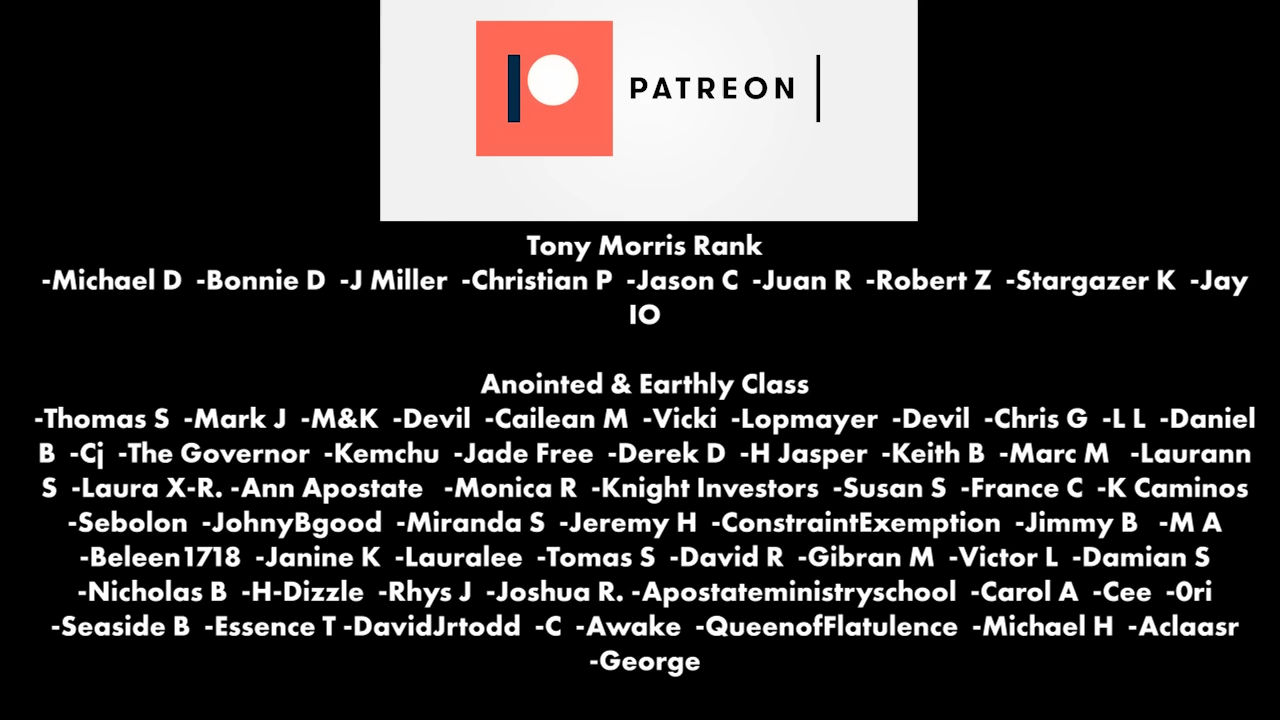 PATREON
Tony Morris Rank
-Michael D -Bonnie D -J Miller -Christian P -Jason C -Juan R -Robert Z -Stargazer K -Jay
IO
Anointed & Earthly Class
-Thomas S -Mark J -M&K -Devil -Cailean M -Vicki -Lopmayer -Devil -Chris G -L L -Daniel
B -Cj -The Governor -Kemchu -Jade Free -Derek D -H Jasper -Keith B -Marc M -Laurann
S -Laura X-R. -Ann Apostate -Monica R -Knight Investors -Susan S -France C -K Caminos
-Sebolon -JohnyBgood -Miranda S -Jeremy H -ConstraintExemption -Jimmy B -M A
-Beleen1718 -Janine K -Lauralee -Tomas S -David R -Gibran M -Victor L -Damian S
-Nicholas B -H-Dizzle -Rhys J -Joshua R. -Apostateministryschool -Carol A -Cee -0ri
-Seaside B -Essence T -DavidJrtodd -C -Awake -QueenofFlatulence -Michael H -Aclaasr
-George